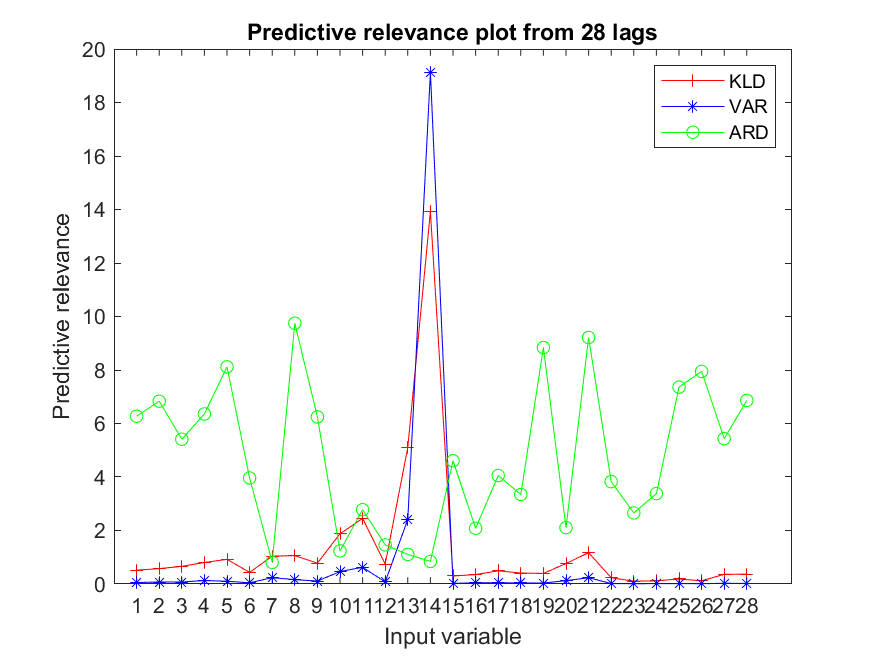 Predictive relevance plot from 28 lags
KLD
VAR
ARD
Predictive relevance
20
18
16
14
12
10
8
6
4
2
0
1 2 3 4 5 6 7 8 9 10 11 12 13 14 15 16 17 18 19 20 21 22 23 24 25 26 27 28
Input variable